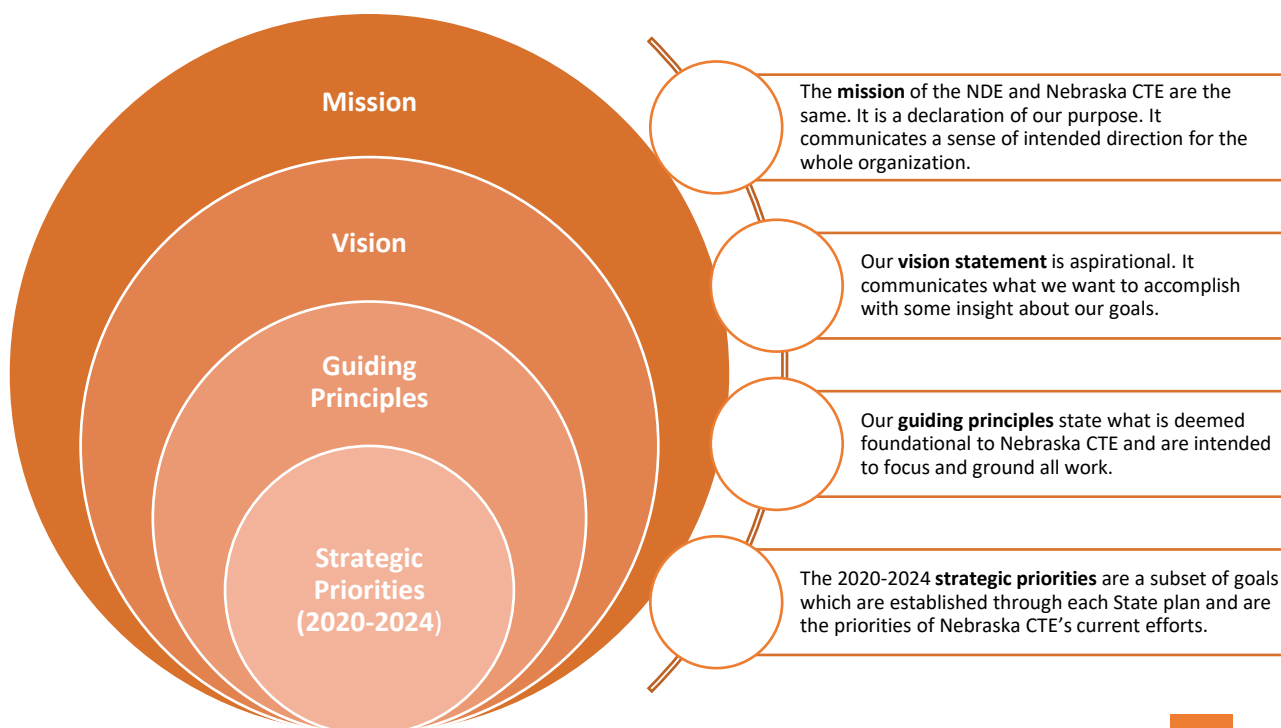 Mission
Vision
Guiding
Principles
Strategic
Priorities
(2020-2024)
The mission of the NDE and Nebraska CTE are the
same. It is a declaration of our purpose. It
communicates a sense of intended direction for the
whole organization.
Our vision statement is aspirational. It
communicates what we want to accomplish
with some insight about our goals.
Our guiding principles state what is deemed
foundational to Nebraska CTE and are intended
to focus and ground all work.
The 2020-2024 strategic priorities are a subset of goals
which are established through each State plan and are
the priorities of Nebraska CTE’s current efforts.